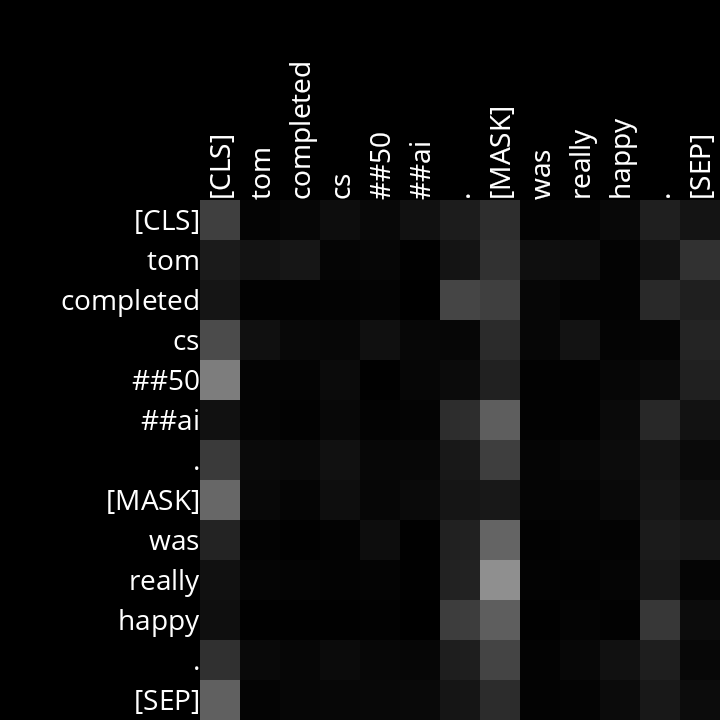 [CLS] tom completed cs ##50 ##ai . [MASK] was really happy . [SEP]
[CLS]
tom
completed
cs
##50
##ai
.
[MASK]
was
really
happy
.
[SEP]